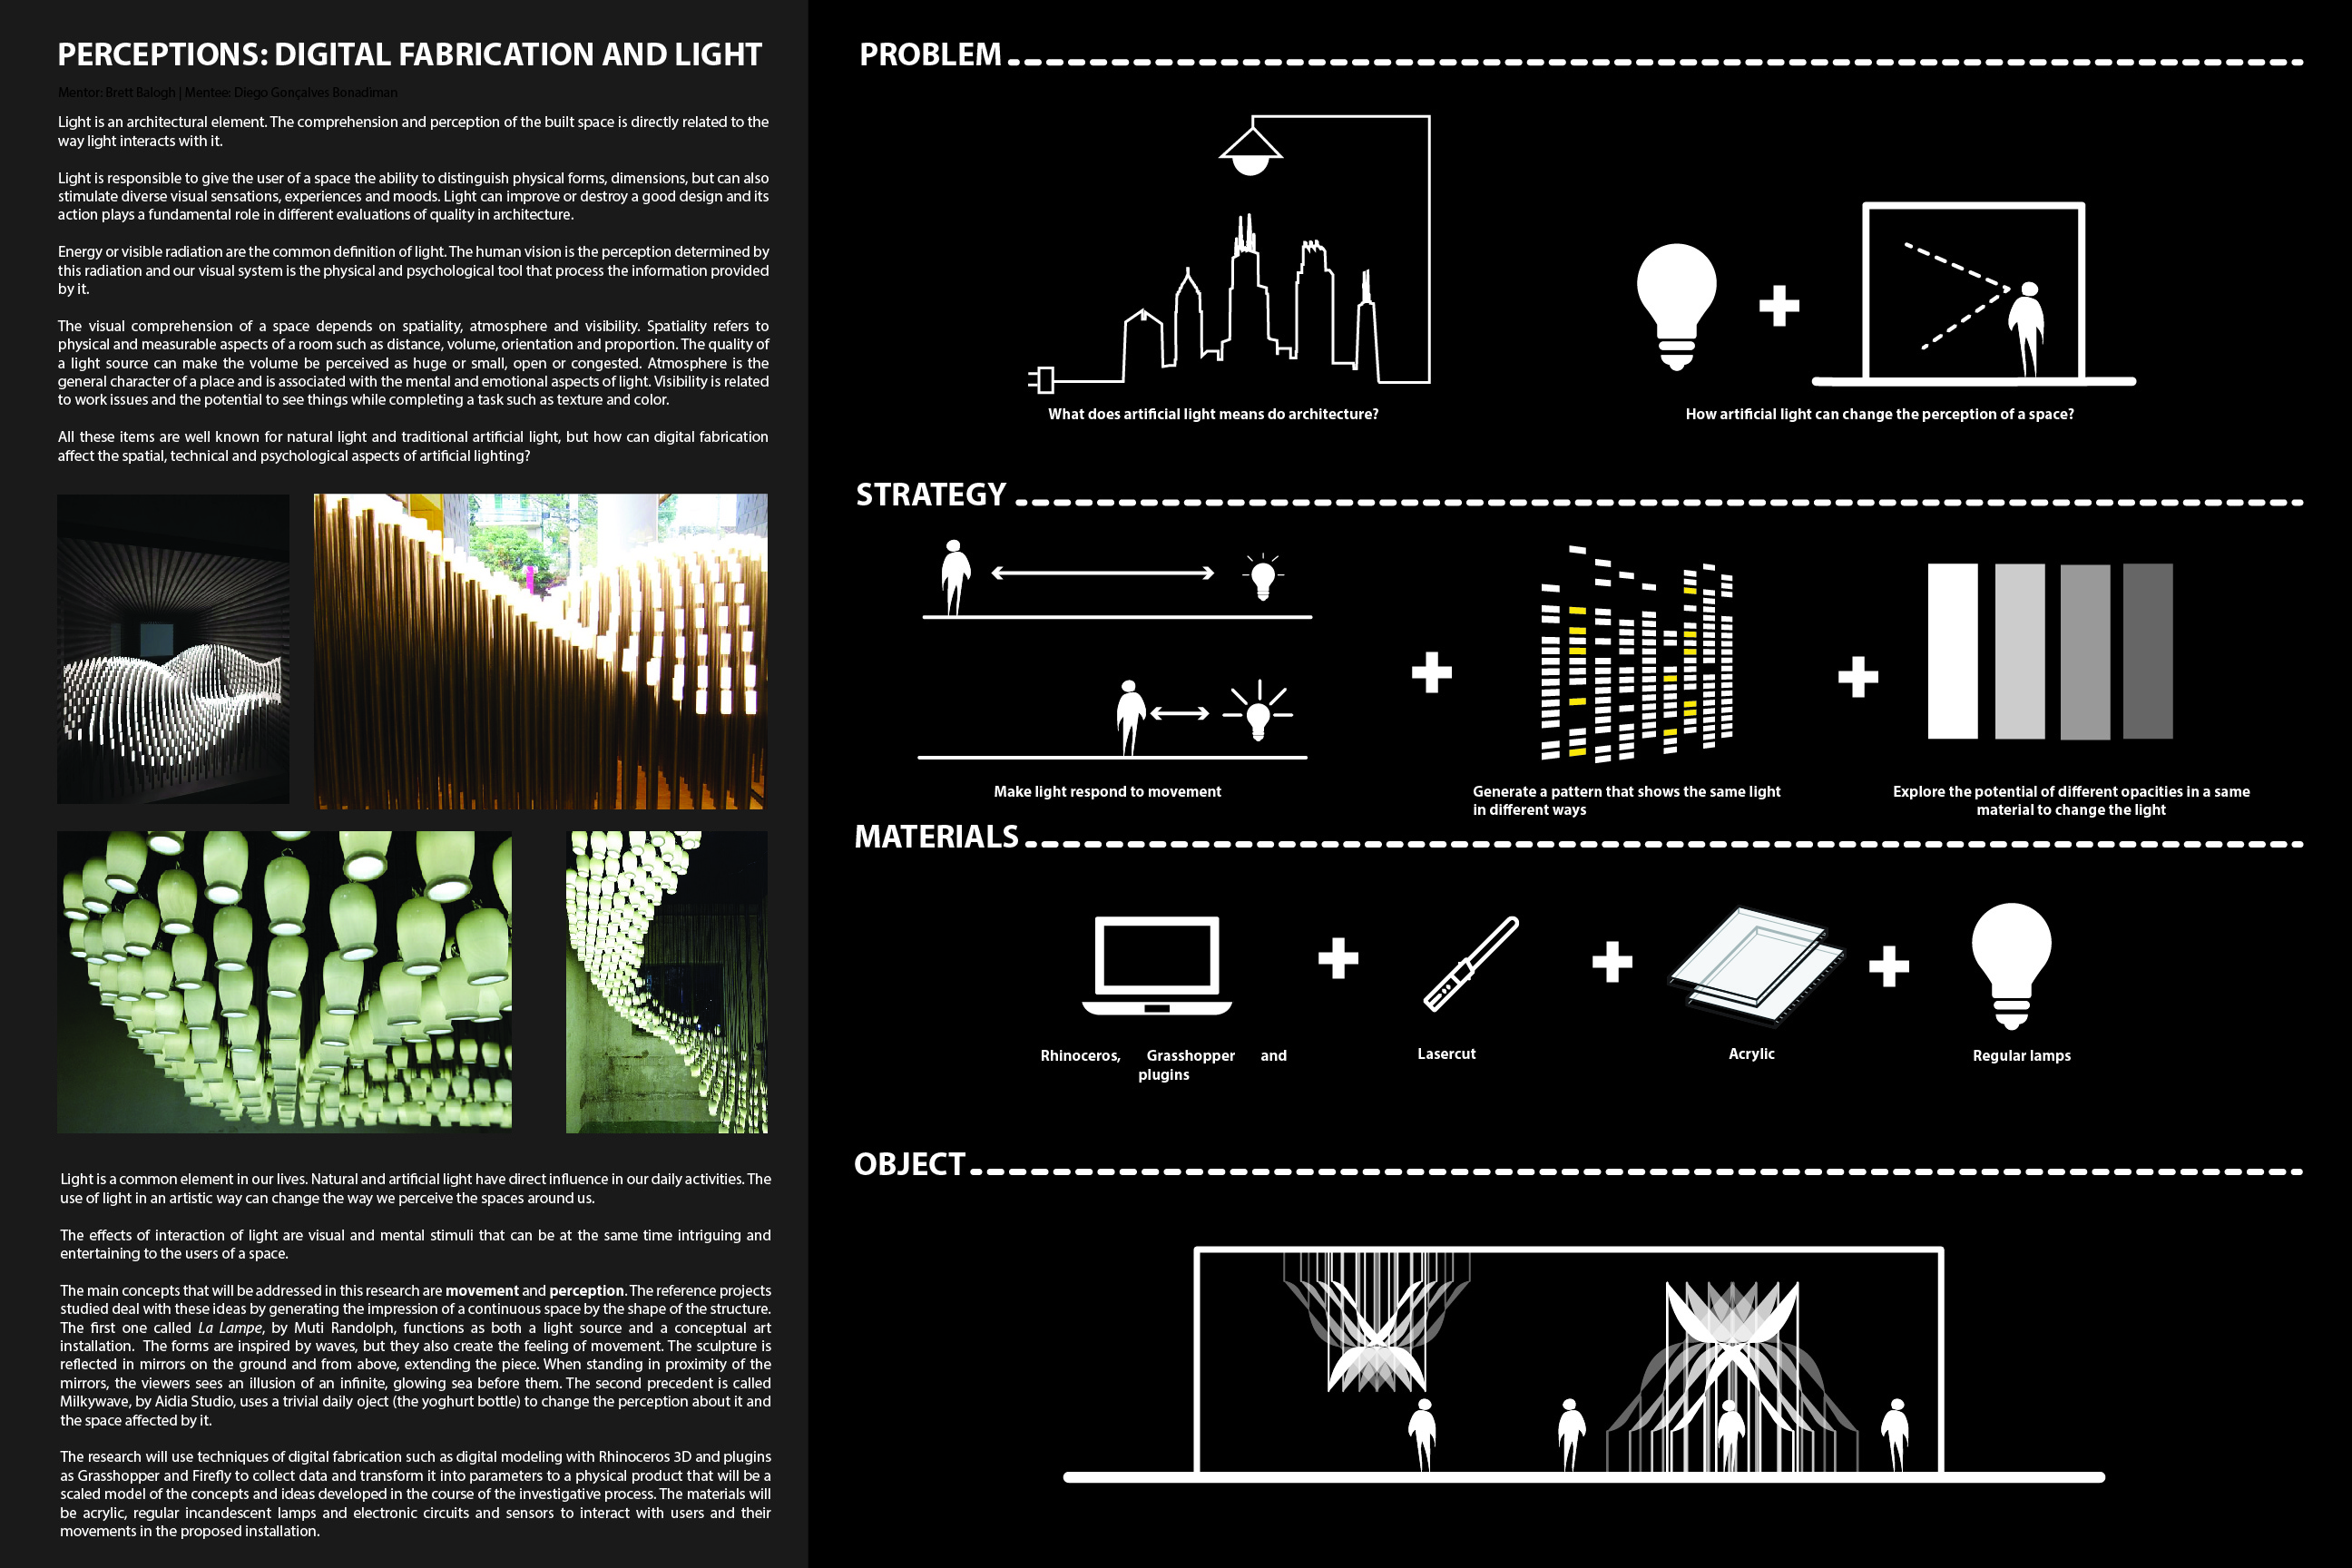 PERCEPTIONS: DIGITAL FABRICATION AND LIGHT
Mentor: Brett Balogh | Mentee: Diego Gonçalves Bonadiman
Light is an architectural element. The comprehension and perception of the built space is directly related to the
way light interacts with it.
Light is responsible to give the user of a space the ability to distinguish physical forms, dimensions, but can also
stimulate diverse visual sensations, experiences and moods. Light can improve or destroy a good design and its
action plays a fundamental role in different evaluations of quality in architecture.
Energy or visible radiation are the common definition of light. The human vision is the perception determined by
this radiation and our visual system is the physical and psychological tool that process the information provided
by it.
The visual comprehension of a space depends on spatiality, atmosphere and visibility. Spatiality refers to
physical and measurable aspects of a room such as distance, volume, orientation and proportion. The quality of
a light source can make the volume be perceived as huge or small, open or congested. Atmosphere is the
general character of a place and is associated with the mental and emotional aspects of light. Visibility is related
to work issues and the potential to see things while completing a task such as texture and color.
All these items are well known for natural light and traditional artificial light, but how can digital fabrication
affect the spatial, technical and psychological aspects of artificial lighting?
Light is a common element in our lives. Natural and artificial light have direct influence in our daily activities. The
use of light in an artistic way can change the way we perceive the spaces around us.
The effects of interaction of light are visual and mental stimuli that can be at the same time intriguing and
entertaining to the users of a space.
The main concepts that will be addressed in this research are movement and perception. The reference projects
studied deal with these ideas by generating the impression of a continuous space by the shape of the structure.
The first one called La Lampe, by Muti Randolph, functions as both a light source and a conceptual art
installation. The forms are inspired by waves, but they also create the feeling of movement. The sculpture is
reflected in mirrors on the ground and from above, extending the piece. When standing in proximity of the
mirrors, the viewers sees an illusion of an infinite, glowing sea before them. The second precedent is called
Milkywave, by Aidia Studio, uses a trivial daily oject (the yoghurt bottle) to change the perception about it and
the space affected by it.
The research will use techniques of digital fabrication such as digital modeling with Rhinoceros 3D and plugins
as Grasshopper and Firefly to collect data and transform it into parameters to a physical product that will be a
scaled model of the concepts and ideas developed in the course of the investigative process. The materials will
be acrylic, regular incandescent lamps and electronic circuits and sensors to interact with users and their
movements in the proposed installation.
PROBLEM
What does artificial light means do architecture?
How artificial light can change the perception of a space?
STRATEGY
Make light respond to movement
Generate a pattern that shows the same light
in different ways
Explore the potential of different opacities in a same
material to change the light
MATERIALS
Rhinoceros, Grasshopper and
plugins
Lasercut
Acrylic
Regular lamps
OBJECT